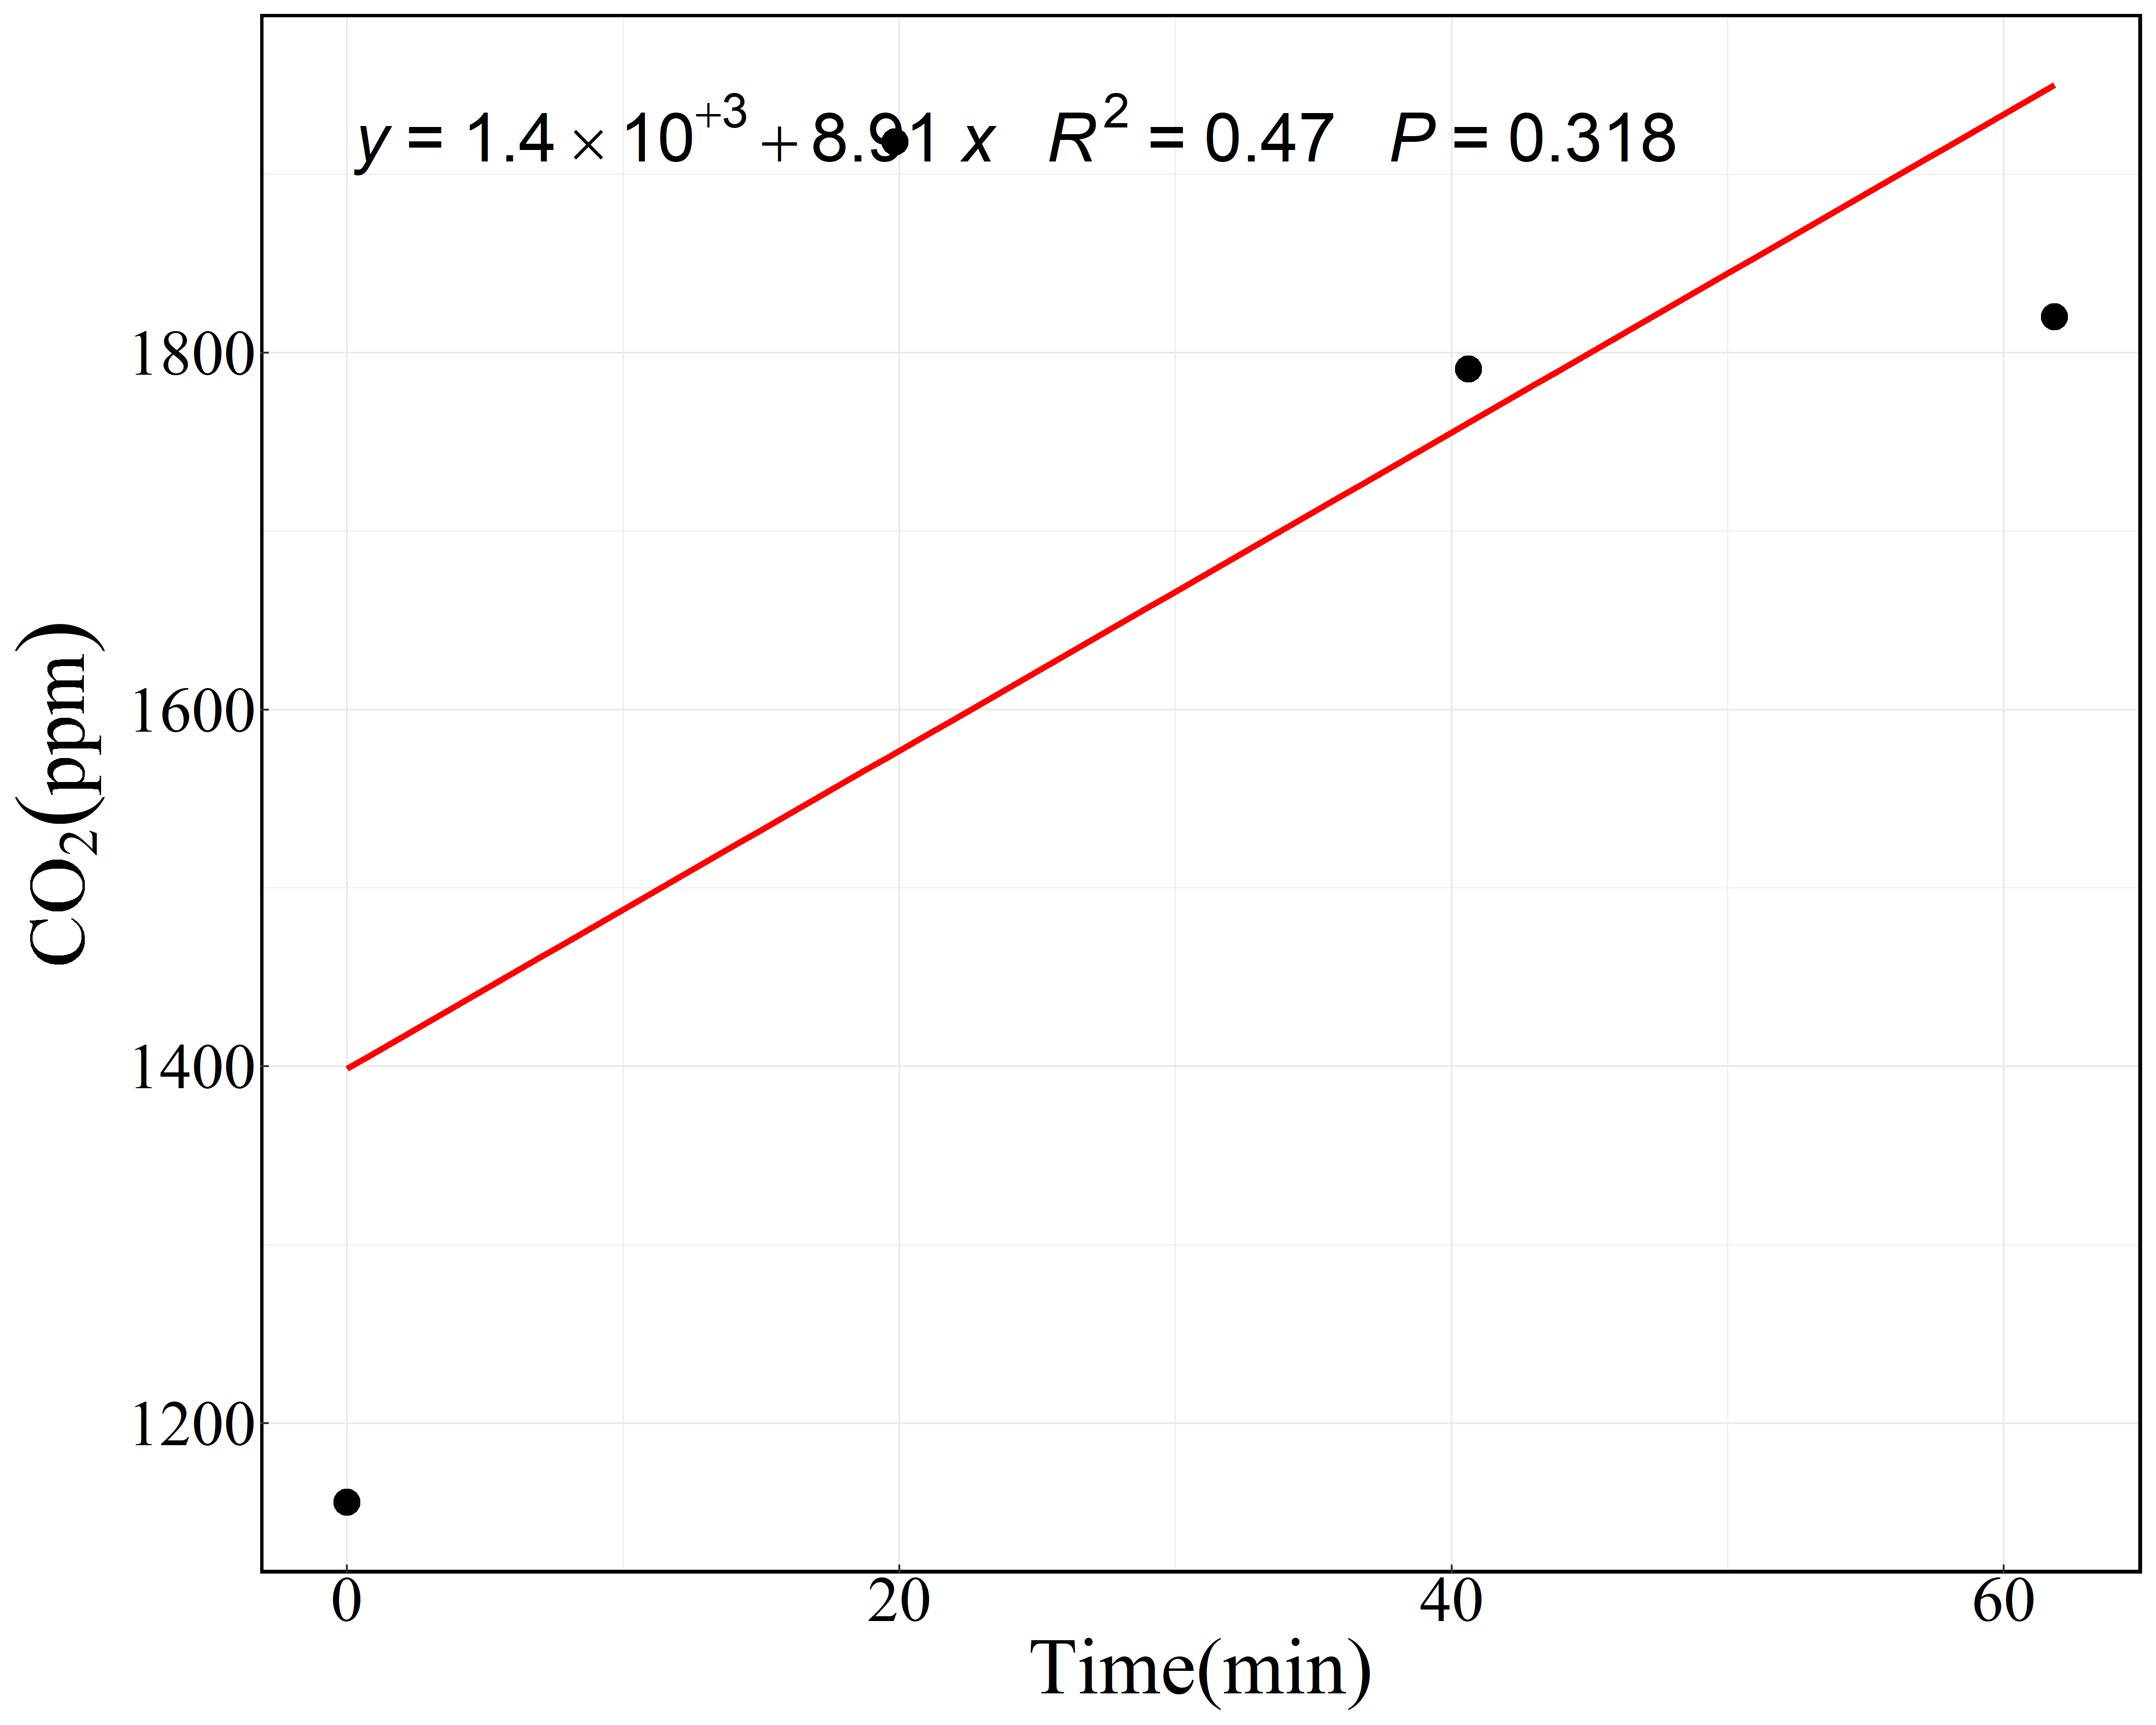 y = 1.4 × 10⁺³ + 8.91 x R² = 0.47 P = 0.318
1800
1600
1400
1200
CO₂(ppm)
0 20 40 60
Time(min)